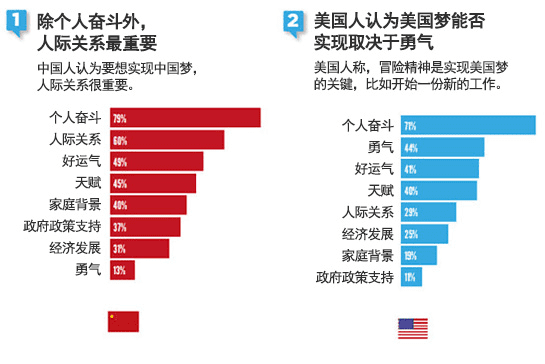 1 除个人奋斗外，
人际关系最重要
中国人认为要想实现中国梦，
人际关系很重要。
个人奋斗 79%
人际关系 60%
好运气 49%
天赋 45%
家庭背景 40%
政府政策支持 37%
经济发展 31%
勇气 13%
2 美国人认为美国梦能否
实现取决于勇气
美国人称，冒险精神是实现美国梦
的关键，比如开始一份新的工作。
个人奋斗 71%
勇气 44%
好运气 41%
天赋 40%
人际关系 29%
经济发展 25%
家庭背景 19%
政府政策支持 11%